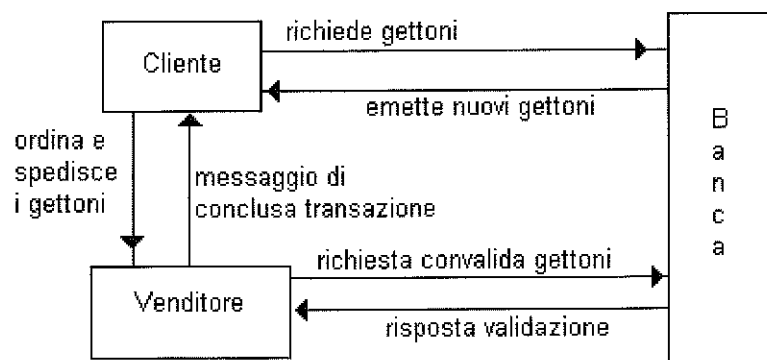 richiede gettoni
Cliente
emette nuovi gettoni
ordina e
spedisce
i gettoni
messaggio di
conclusa transazione
B
a
n
c
a
richiesta convalida gettoni
Venditore
risposta validazione